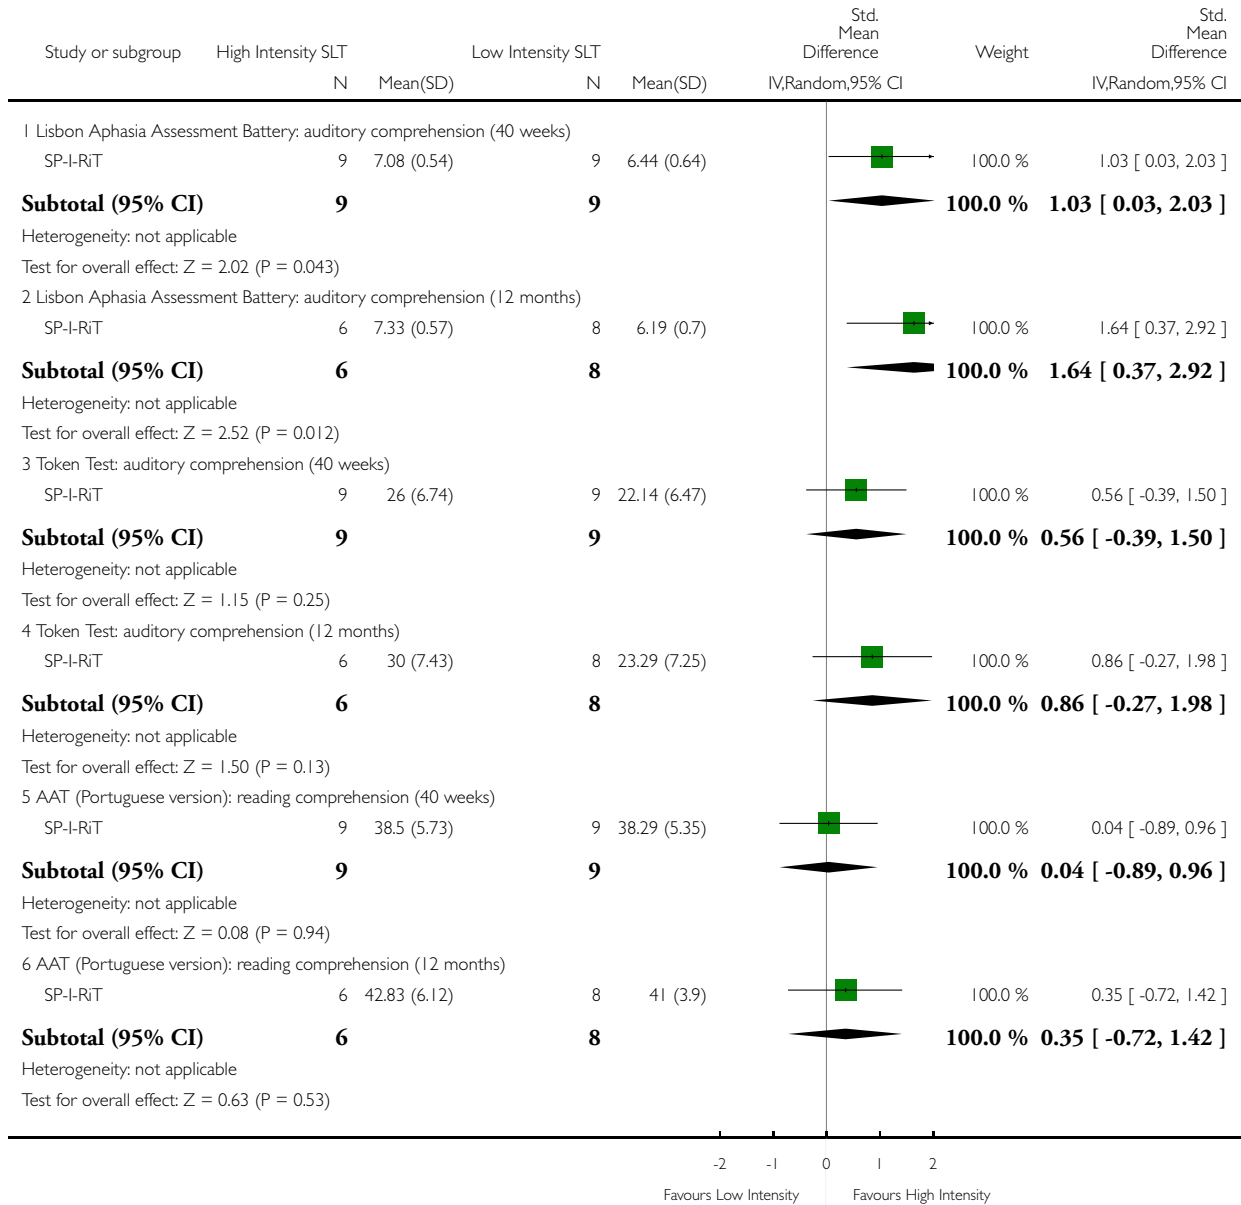 Std. Mean Difference Std. Mean Difference
Study or subgroup High Intensity SLT Low Intensity SLT Weight
N Mean(SD) N Mean(SD) IV,Random,95% CI IV,Random,95% CI
1 Lisbon Aphasia Assessment Battery: auditory comprehension (40 weeks)
SP-I-RiT 9 7.08 (0.54) 9 6.44 (0.64) 100.0 % 1.03 [ 0.03, 2.03 ]
Subtotal (95% CI) 9 9 100.0 % 1.03 [ 0.03, 2.03 ]
Heterogeneity: not applicable
Test for overall effect: Z = 2.02 (P = 0.043)
2 Lisbon Aphasia Assessment Battery: auditory comprehension (12 months)
SP-I-RiT 6 7.33 (0.57) 8 6.19 (0.7) 100.0 % 1.64 [ 0.37, 2.92 ]
Subtotal (95% CI) 6 8 100.0 % 1.64 [ 0.37, 2.92 ]
Heterogeneity: not applicable
Test for overall effect: Z = 2.52 (P = 0.012)
3 Token Test: auditory comprehension (40 weeks)
SP-I-RiT 9 26 (6.74) 9 22.14 (6.47) 100.0 % 0.56 [ -0.39, 1.50 ]
Subtotal (95% CI) 9 9 100.0 % 0.56 [ -0.39, 1.50 ]
Heterogeneity: not applicable
Test for overall effect: Z = 1.15 (P = 0.25)
4 Token Test: auditory comprehension (12 months)
SP-I-RiT 6 30 (7.43) 8 23.29 (7.25) 100.0 % 0.86 [ -0.27, 1.98 ]
Subtotal (95% CI) 6 8 100.0 % 0.86 [ -0.27, 1.98 ]
Heterogeneity: not applicable
Test for overall effect: Z = 1.50 (P = 0.13)
5 AAT (Portuguese version): reading comprehension (40 weeks)
SP-I-RiT 9 38.5 (5.73) 9 38.29 (5.35) 100.0 % 0.04 [ -0.89, 0.96 ]
Subtotal (95% CI) 9 9 100.0 % 0.04 [ -0.89, 0.96 ]
Heterogeneity: not applicable
Test for overall effect: Z = 0.08 (P = 0.94)
6 AAT (Portuguese version): reading comprehension (12 months)
SP-I-RiT 6 42.83 (6.12) 8 41 (3.9) 100.0 % 0.35 [ -0.72, 1.42 ]
Subtotal (95% CI) 6 8 100.0 % 0.35 [ -0.72, 1.42 ]
Heterogeneity: not applicable
Test for overall effect: Z = 0.63 (P = 0.53)
-2 -1 0 1 2
Favours Low Intensity Favours High Intensity